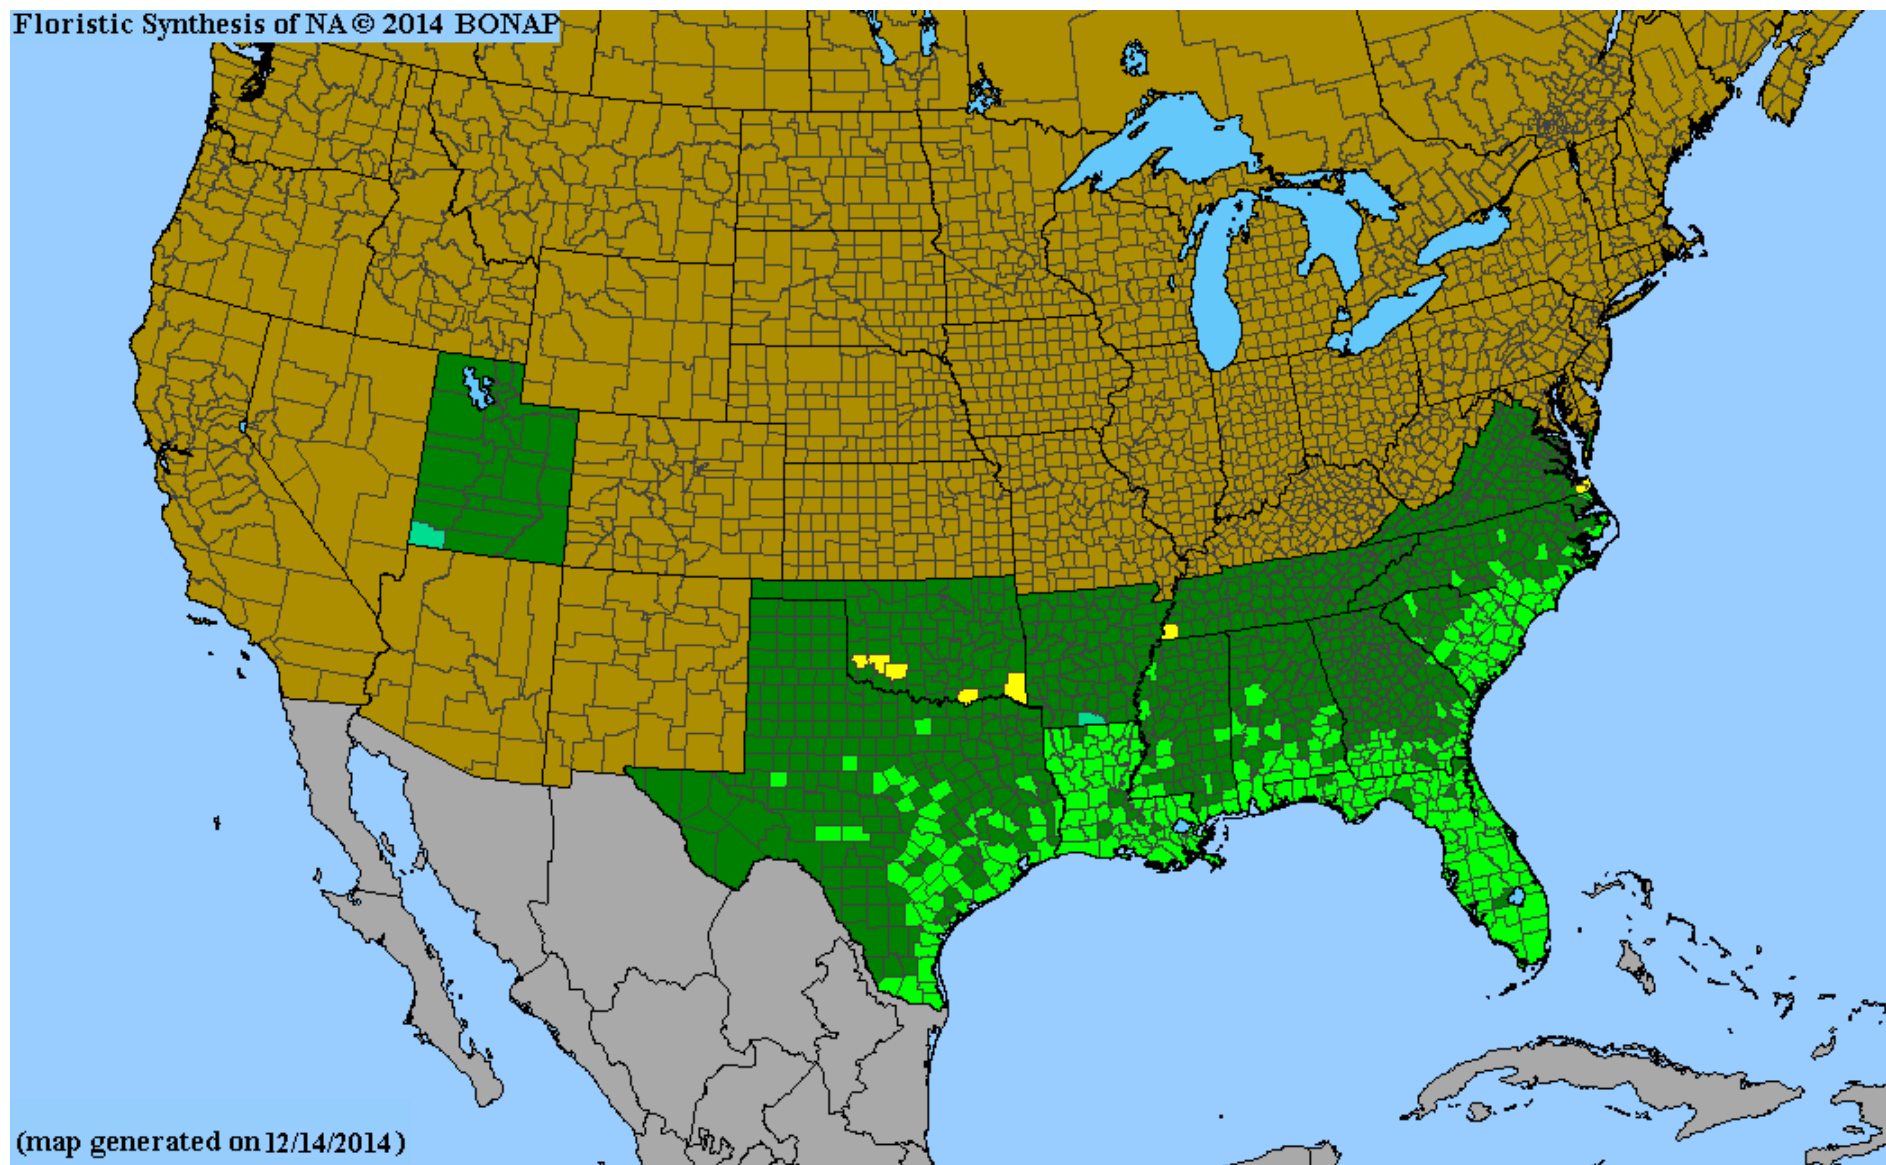 Floristic Synthesis of NA © 2014 BONAP
(map generated on 12/14/2014)